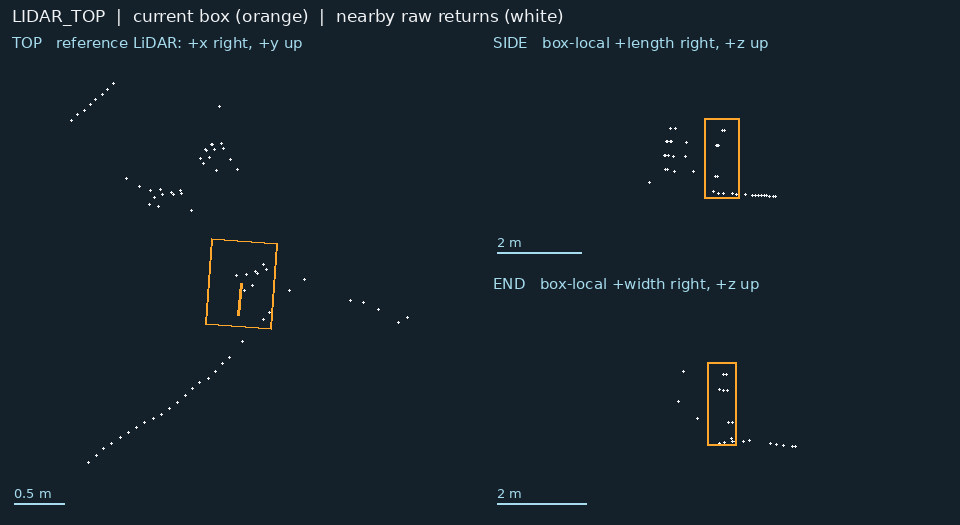 LIDAR_TOP | current box (orange) | nearby raw returns (white)
TOP reference LiDAR: +x right, +y up
SIDE box-local +length right, +z up
2 m
END box-local +width right, +z up
0.5 m
2 m